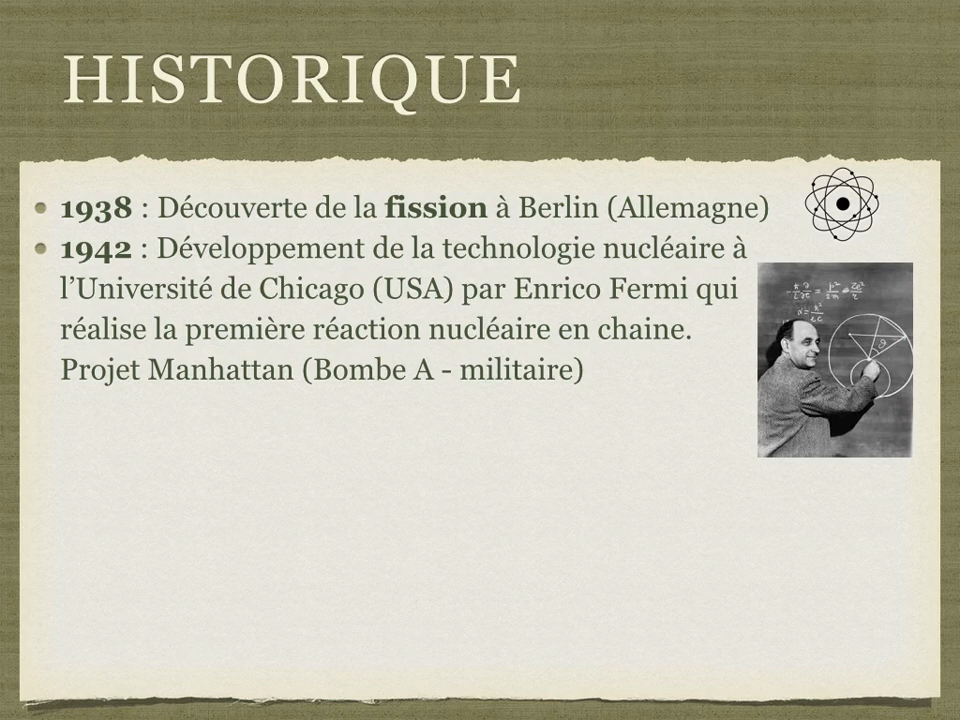 HISTORIQUE
1938 : Découverte de la fission à Berlin (Allemagne)
1942 : Développement de la technologie nucléaire à
l’Université de Chicago (USA) par Enrico Fermi qui
réalise la première réaction nucléaire en chaine.
Projet Manhattan (Bombe A - militaire)